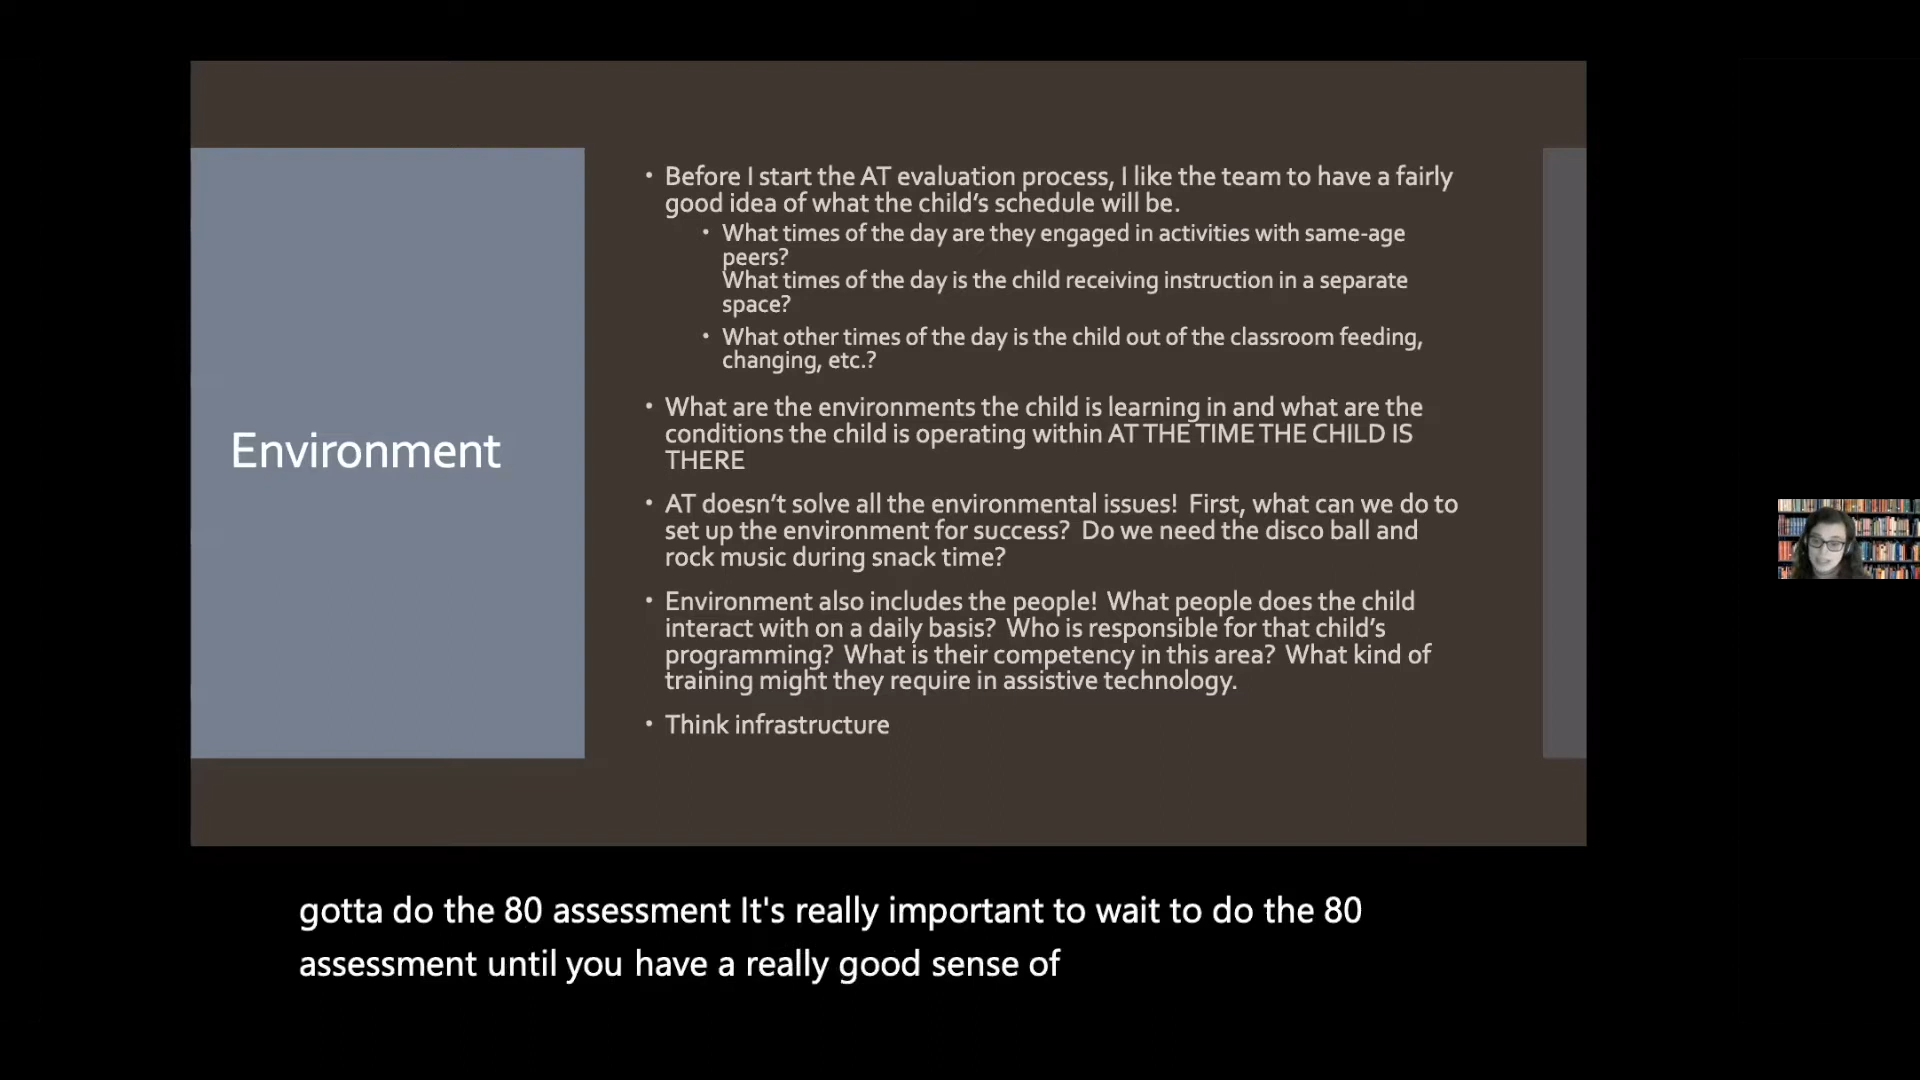 Environment
• Before I start the AT evaluation process, I like the team to have a fairly
good idea of what the child's schedule will be.
• What times of the day are they engaged in activities with same-age
peers?
What times of the day is the child receiving instruction in a separate
space?
• What other times of the day is the child out of the classroom feeding,
changing, etc.?
• What are the environments the child is learning in and what are the
conditions the child is operating within AT THE TIME THE CHILD IS
THERE
• AT doesn't solve all the environmental issues! First, what can we do to
set up the environment for success? Do we need the disco ball and
rock music during snack time?
• Environment also includes the people! What people does the child
interact with on a daily basis? Who is responsible for that child's
programming? What is their competency in this area? What kind of
training might they require in assistive technology.
• Think infrastructure
gotta do the 80 assessment It's really important to wait to do the 80
assessment until you have a really good sense of